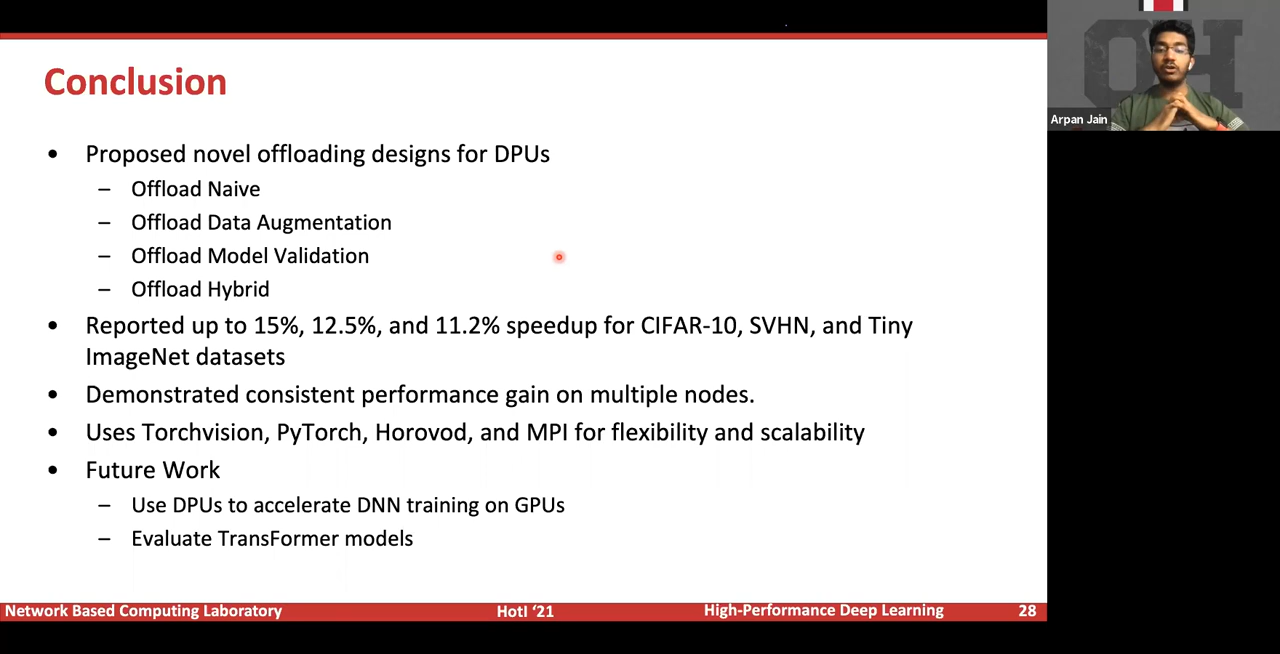 Conclusion
• Proposed novel offloading designs for DPUs
– Offload Naive
– Offload Data Augmentation
– Offload Model Validation
– Offload Hybrid
• Reported up to 15%, 12.5%, and 11.2% speedup for CIFAR-10, SVHN, and Tiny
ImageNet datasets
• Demonstrated consistent performance gain on multiple nodes.
• Uses Torchvision, PyTorch, Horovod, and MPI for flexibility and scalability
• Future Work
– Use DPUs to accelerate DNN training on GPUs
– Evaluate TransFormer models
Network Based Computing Laboratory
HotI ‘21
High-Performance Deep Learning
28
Arpan Jain